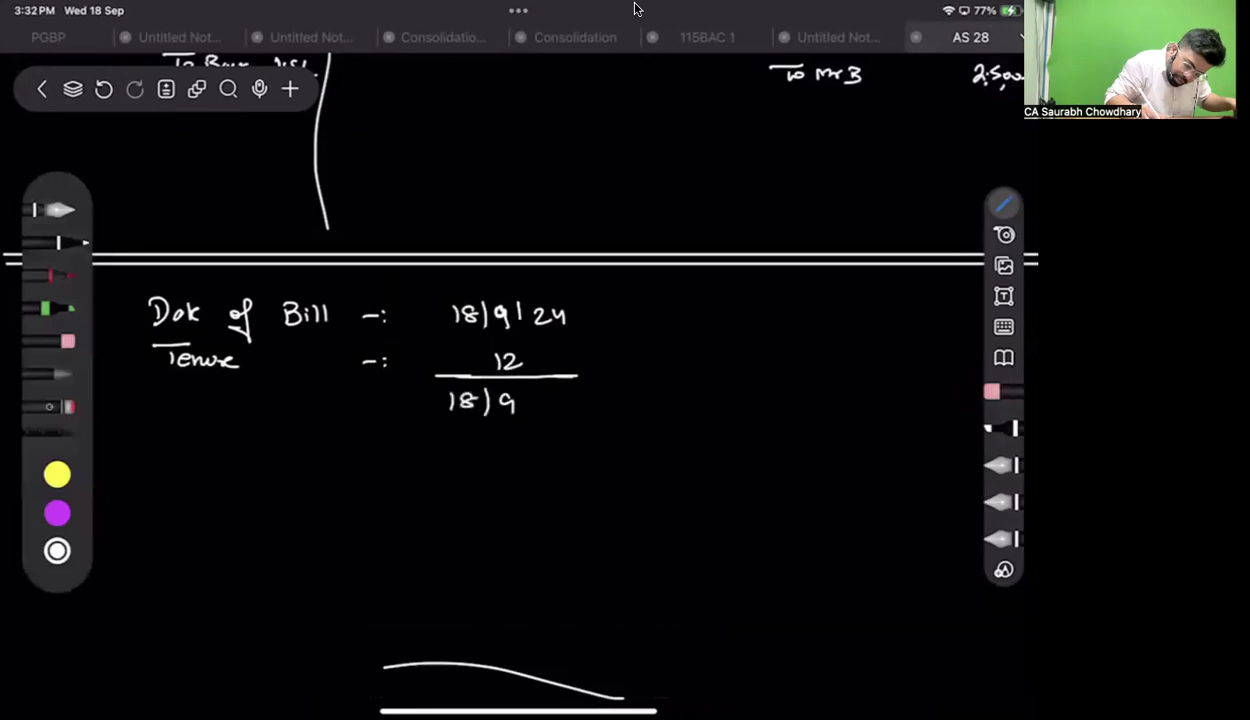 3:32 PM Wed 18 Sep
77%
PGBP
Untitled Not...
Untitled Not...
Consolidatio...
Consolidation
115BAC 1
Untitled Not...
AS 28
To Mr B
CA Saurabh Chowdhary
Date of Bill -: 18/9/24
Tenure -: 12
18/9